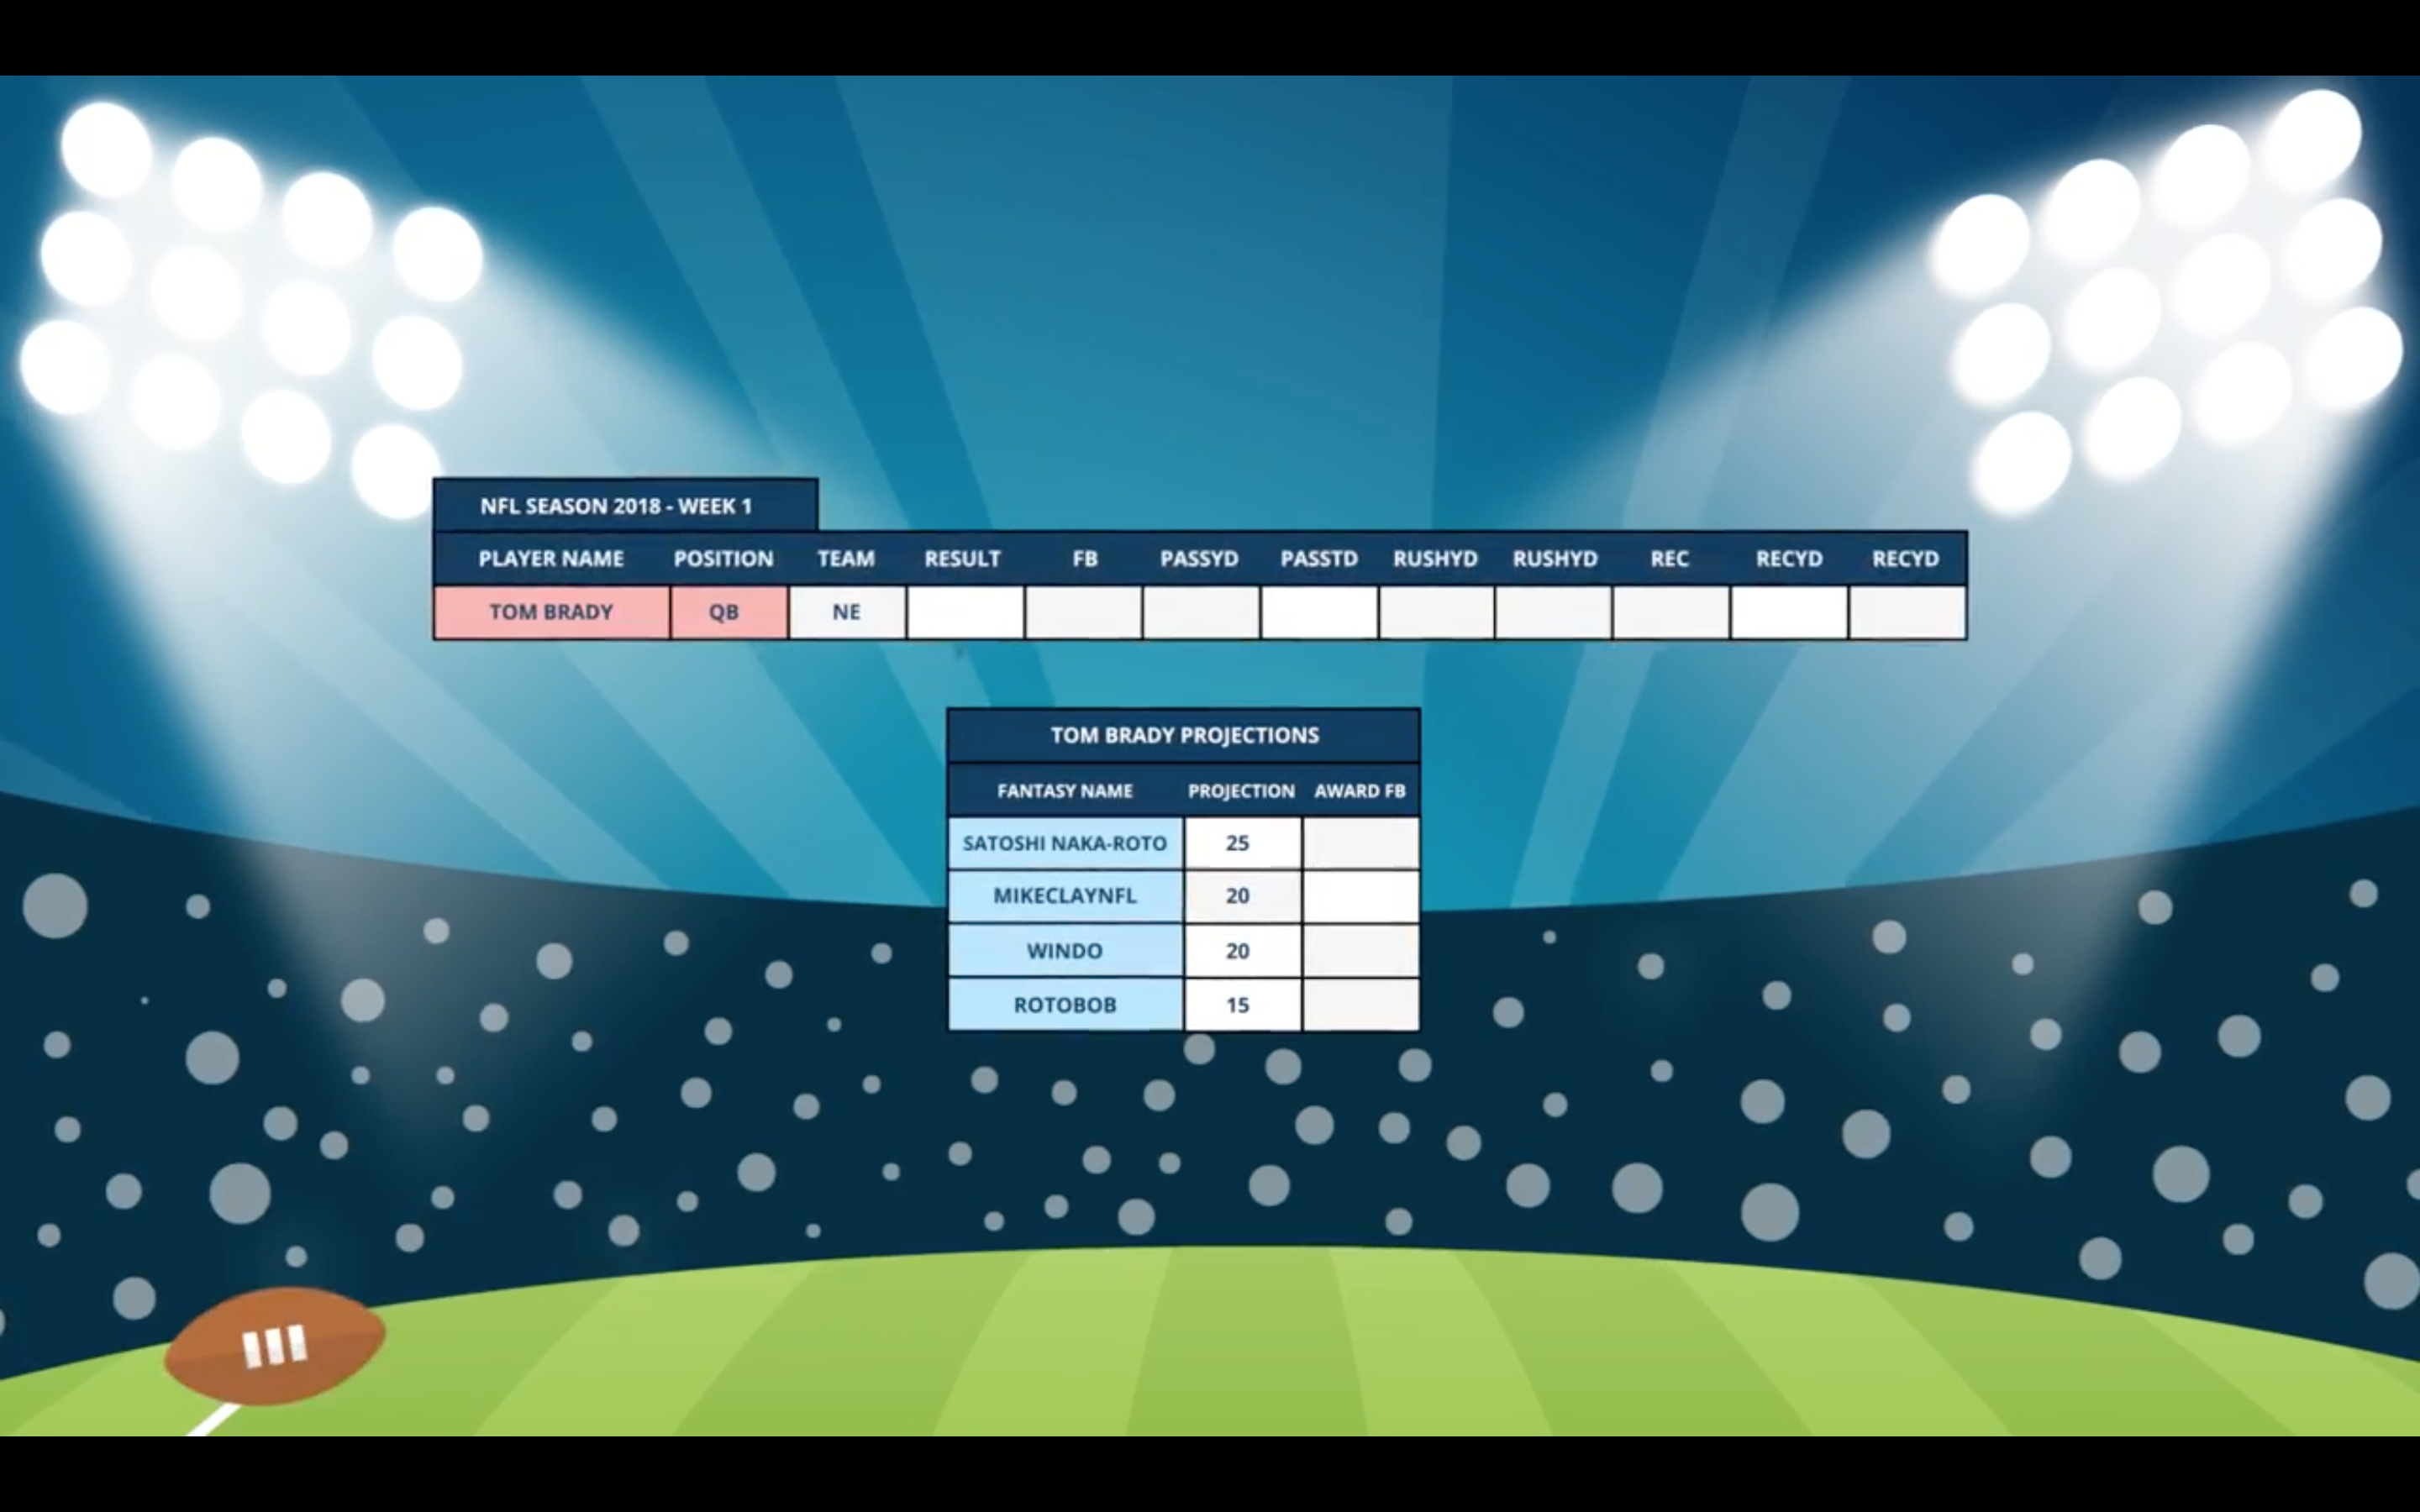 NFL SEASON 2018 - WEEK 1
PLAYER NAME POSITION TEAM RESULT FB PASSYD PASSTD RUSHYD RUSHYD REC RECYD RECYD
TOM BRADY QB NE
TOM BRADY PROJECTIONS
FANTASY NAME PROJECTION AWARD FB
SATOSHI NAKA-ROTO 25
MIKECLAYNFL 20
WINDO 20
ROTOBOB 15